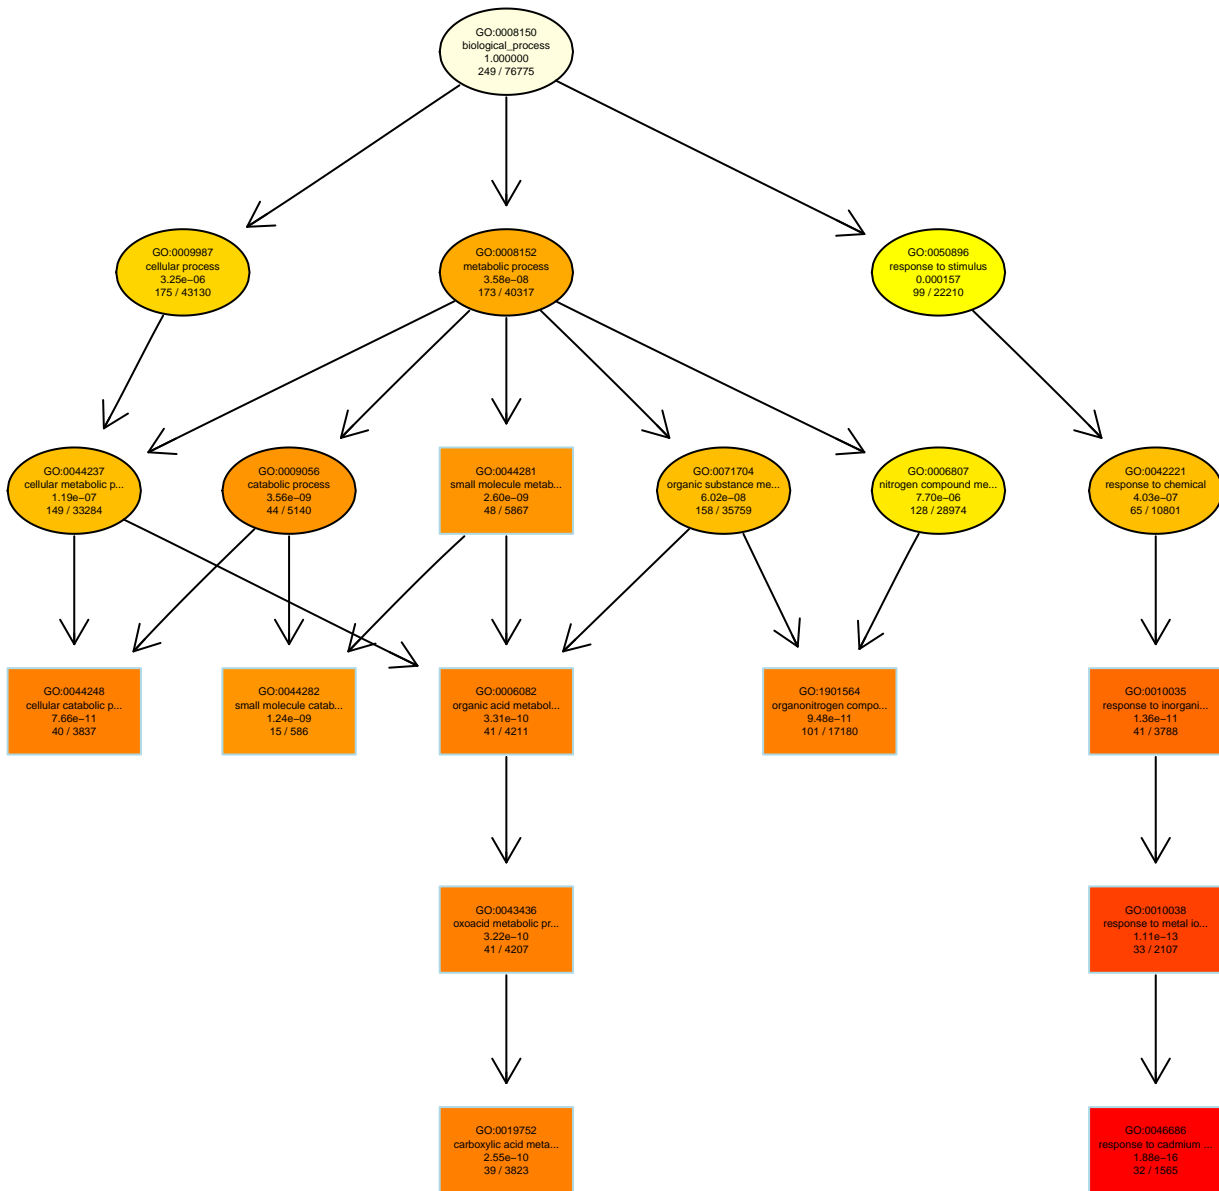 GO:0008150
biological_process
1.000000
249 / 76775
GO:0009987
cellular process
3.25e−06
175 / 43130
GO:0008152
metabolic process
3.58e−08
173 / 40317
GO:0050896
response to stimulus
0.000157
99 / 22210
GO:0044237
cellular metabolic p...
1.19e−07
149 / 33284
GO:0009056
catabolic process
3.56e−09
44 / 5140
GO:0044281
small molecule metab...
2.60e−09
48 / 5867
GO:0071704
organic substance me...
6.02e−08
158 / 35759
GO:0006807
nitrogen compound me...
7.70e−06
128 / 28974
GO:0042221
response to chemical
4.03e−07
65 / 10801
GO:0044248
cellular catabolic p...
7.66e−11
40 / 3837
GO:0044282
small molecule catab...
1.24e−09
15 / 586
GO:0006082
organic acid metabol...
3.31e−10
41 / 4211
GO:1901564
organonitrogen compo...
9.48e−11
101 / 17180
GO:0010035
response to inorgani...
1.36e−11
41 / 3788
GO:0043436
oxoacid metabolic pr...
3.22e−10
41 / 4207
GO:0010038
response to metal io...
1.11e−13
33 / 2107
GO:0019752
carboxylic acid meta...
2.55e−10
39 / 3823
GO:0046686
response to cadmium ...
1.88e−16
32 / 1565